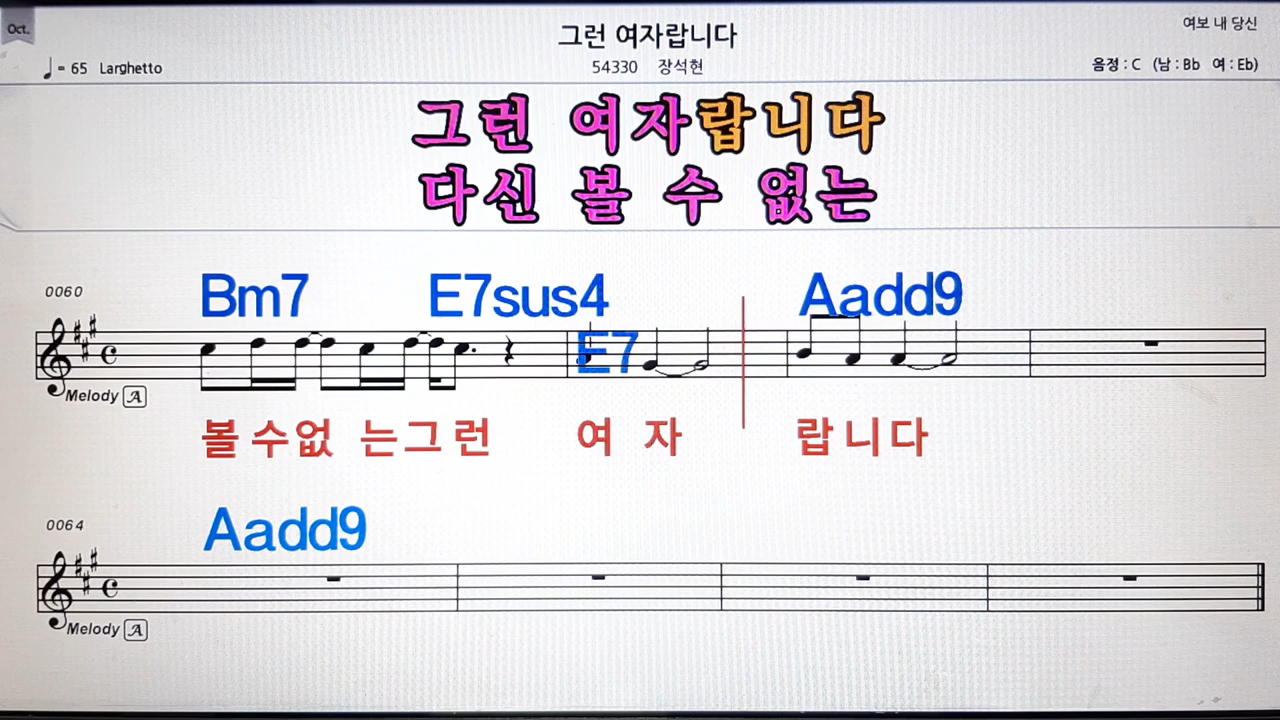 Oct.
그런 여자랍니다
여보 내 당신
♩= 65 Larghetto
54330 장석현
음정 : C (남 : Bb 여 : Eb)
그런 여자랍니다
다신 볼 수 없는
0060
Bm7 E7sus4 E7 Aadd9
Melody A
볼 수없 는그 런 여 자 랍 니 다
0064
Aadd9
Melody A